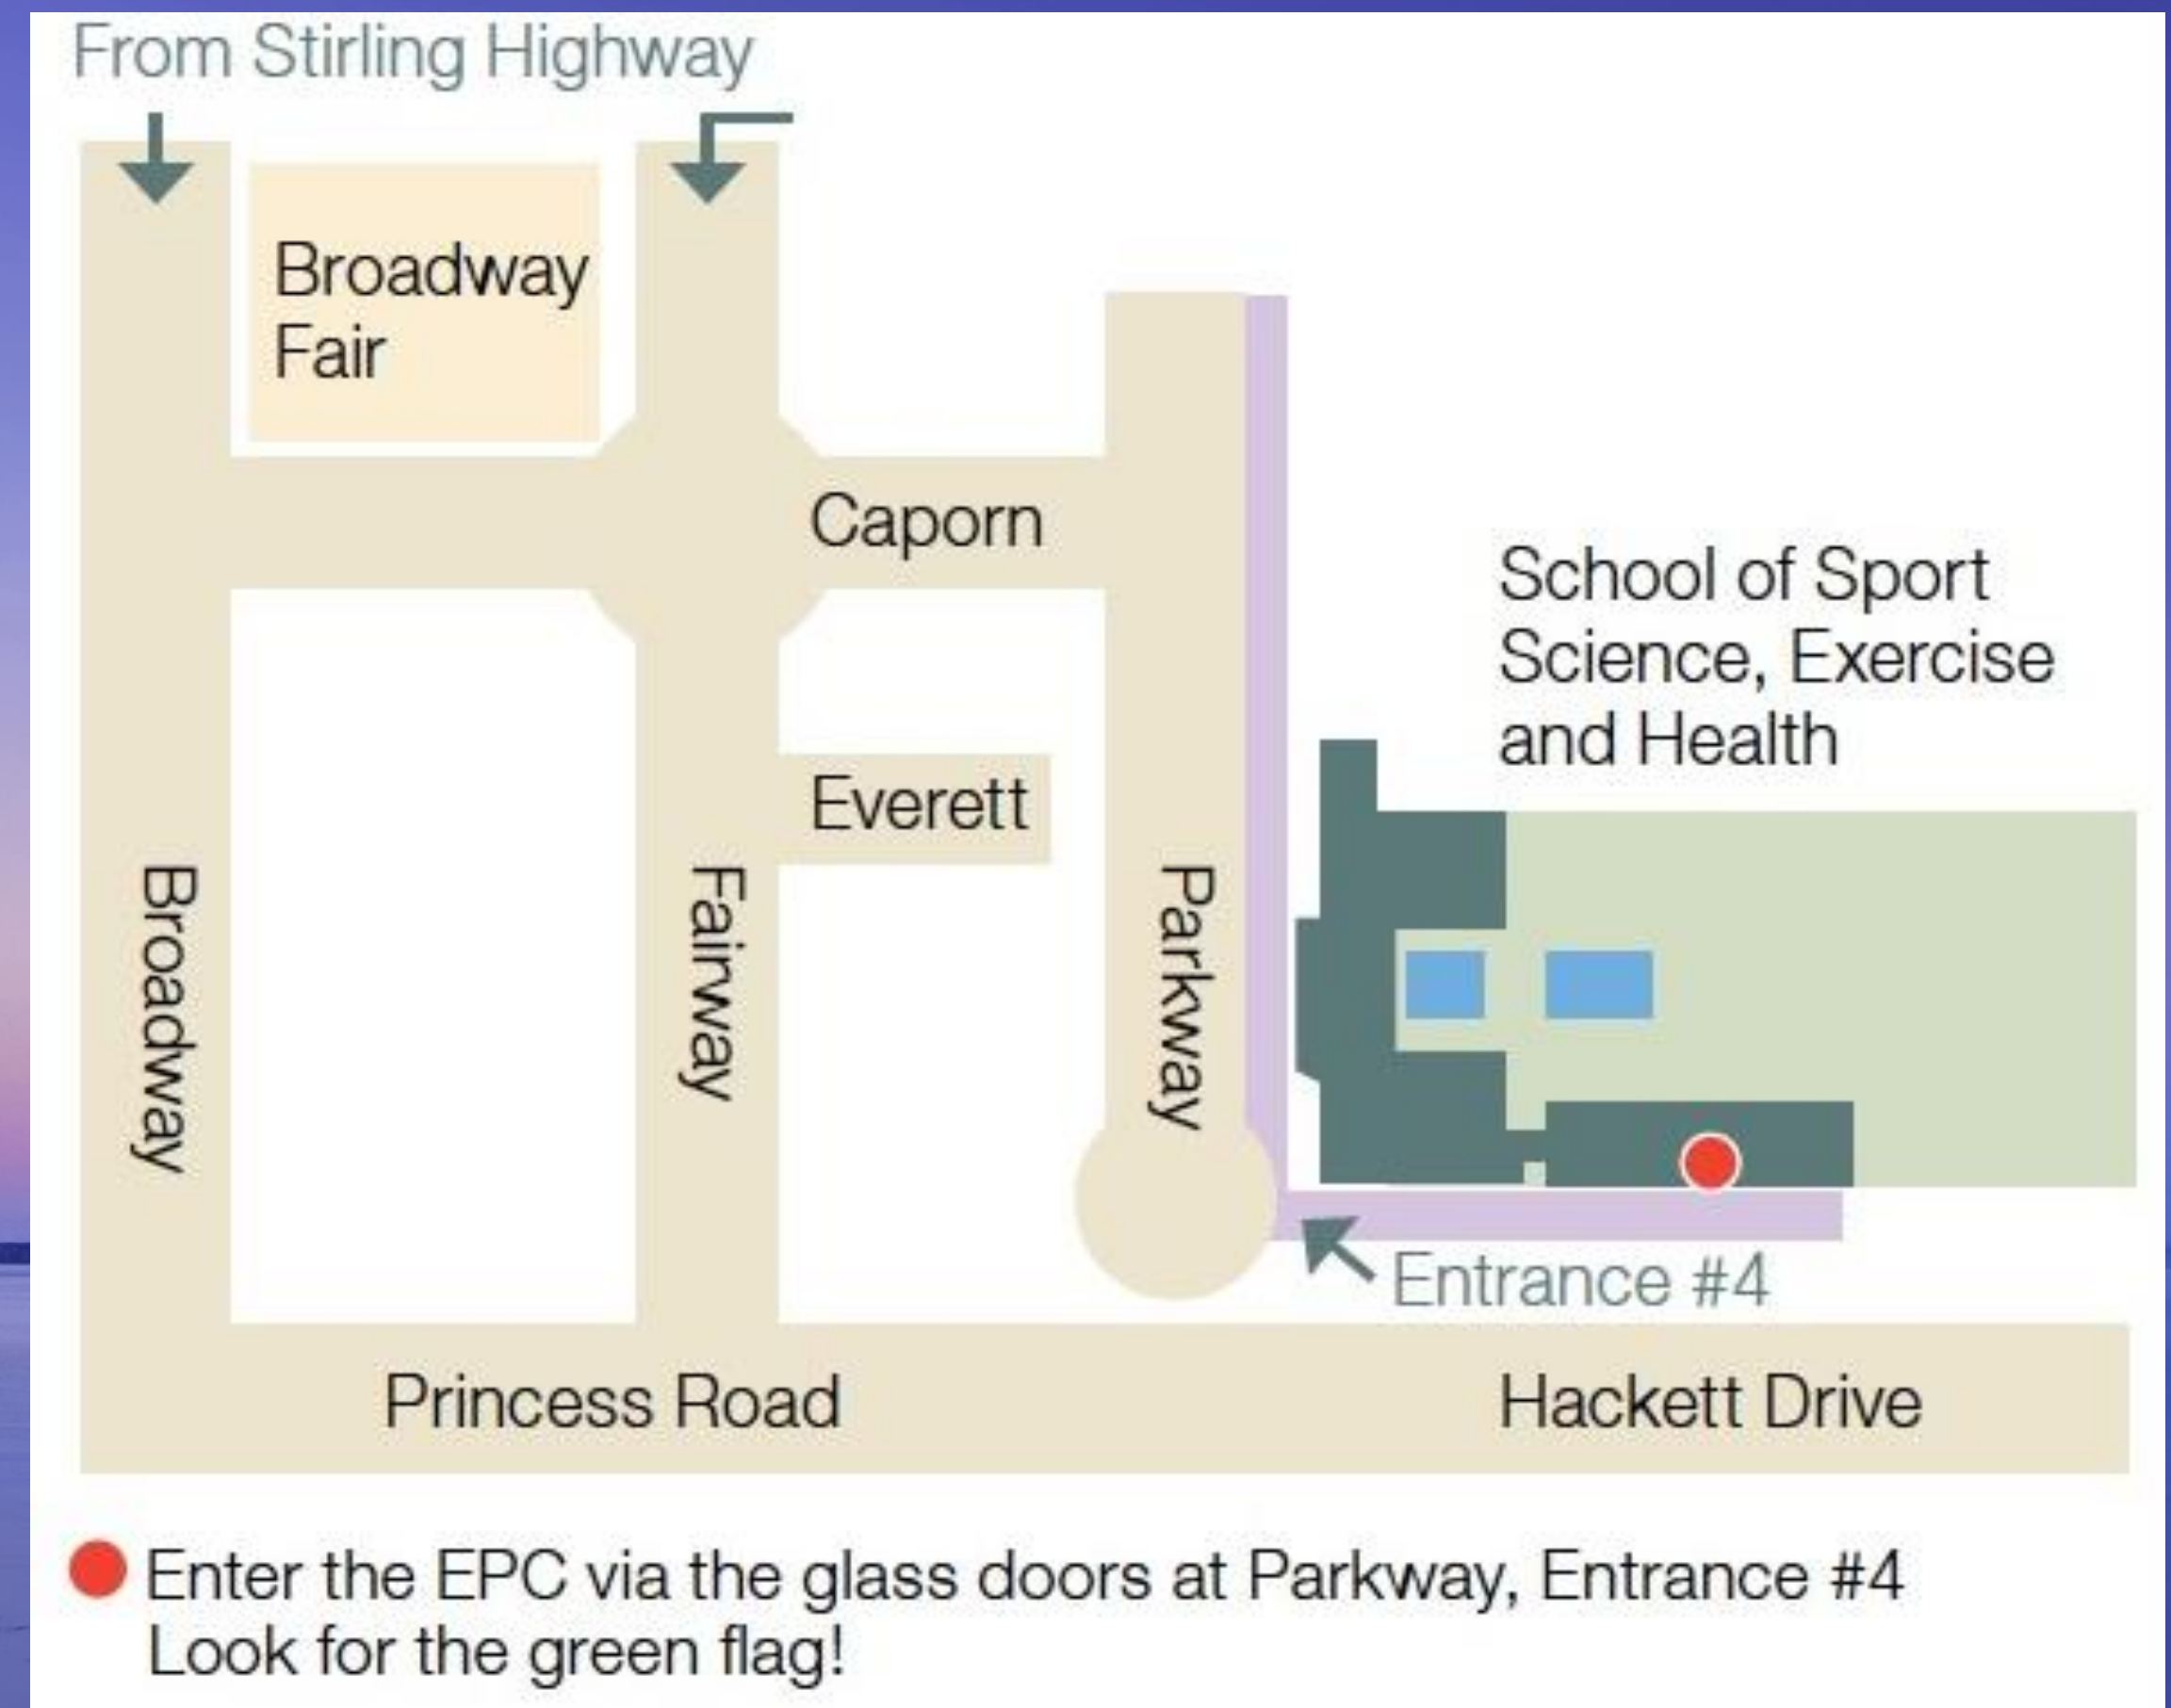 From Stirling Highway
Broadway
Fair
Caporn
School of Sport
Science, Exercise
and Health
Everett
Broadway
Fairway
Parkway
Entrance #4
Princess Road
Hackett Drive
Enter the EPC via the glass doors at Parkway, Entrance #4
Look for the green flag!